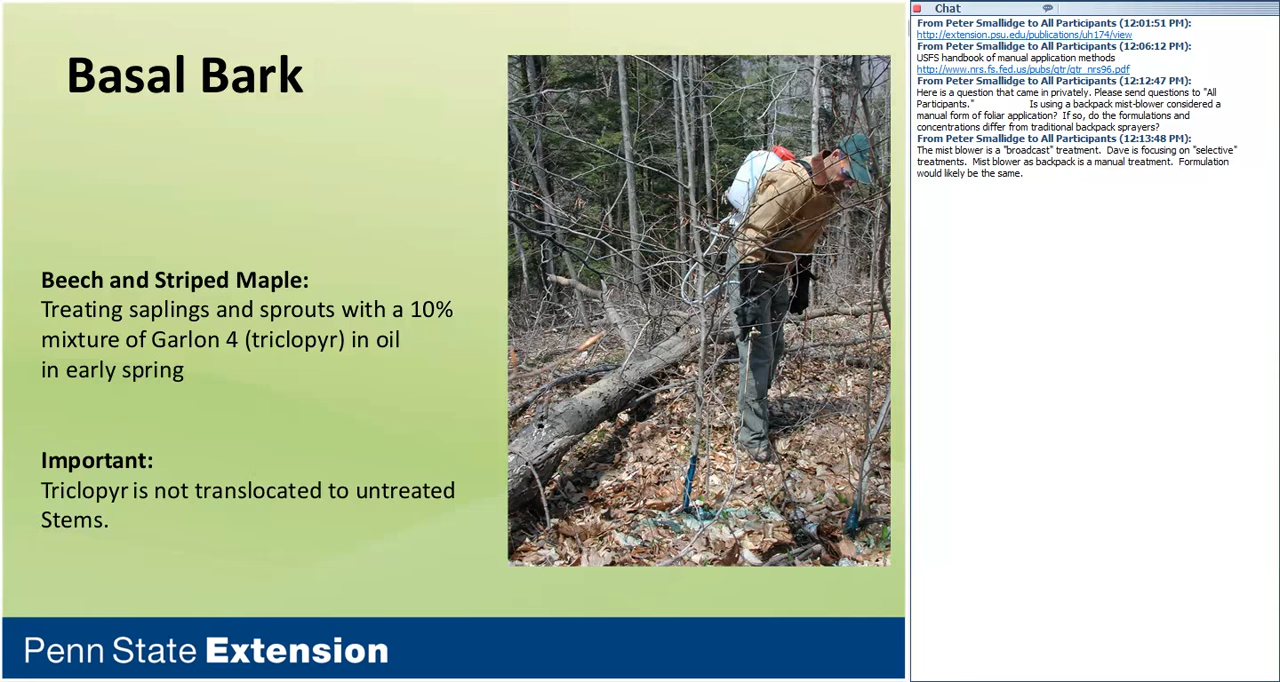 Basal Bark
Beech and Striped Maple:
Treating saplings and sprouts with a 10%
mixture of Garlon 4 (triclopyr) in oil
in early spring
Important:
Triclopyr is not translocated to untreated
Stems.
Penn State Extension
Chat
From Peter Smallidge to All Participants (12:01:51 PM):
http://extension.psu.edu/publications/uh174/view
From Peter Smallidge to All Participants (12:06:12 PM):
USFS handbook of manual application methods
http://www.nrs.fs.fed.us/pubs/gtr/gtr_nrs96.pdf
From Peter Smallidge to All Participants (12:12:47 PM):
Here is a question that came in privately. Please send questions to "All
Participants." Is using a backpack mist-blower considered a
manual form of foliar application? If so, do the formulations and
concentrations differ from traditional backpack sprayers?
From Peter Smallidge to All Participants (12:13:48 PM):
The mist blower is a "broadcast" treatment. Dave is focusing on "selective"
treatments. Mist blower as backpack is a manual treatment. Formulation
would likely be the same.